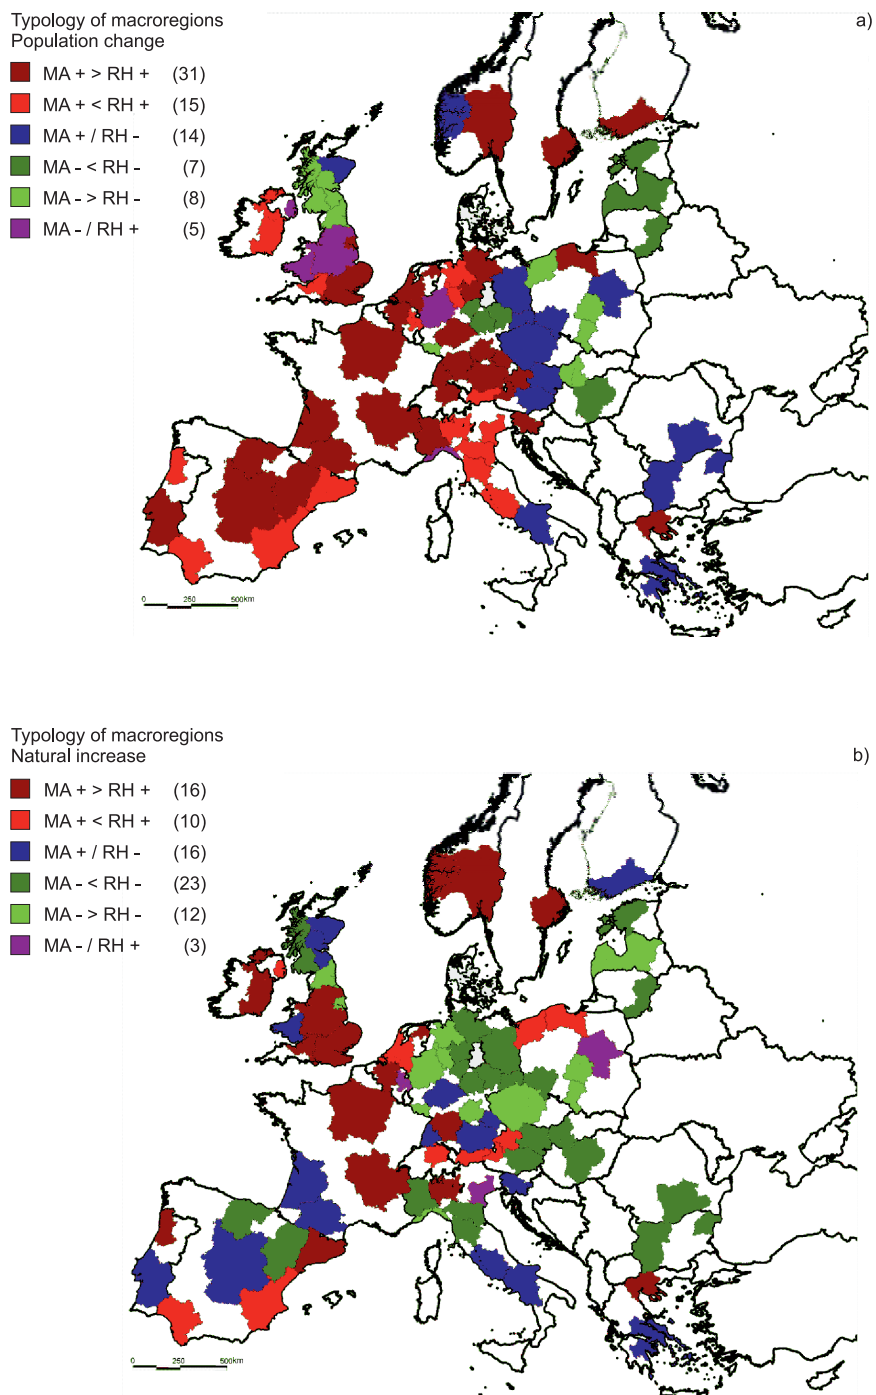 Typology of macroregions
Population change
a)
MA + > RH + (31)
MA + < RH + (15)
MA + / RH - (14)
MA - < RH - (7)
MA - > RH - (8)
MA - / RH + (5)
0 250 500km
Typology of macroregions
Natural increase
b)
MA + > RH + (16)
MA + < RH + (10)
MA + / RH - (16)
MA - < RH - (23)
MA - > RH - (12)
MA - / RH + (3)
0 250 500km